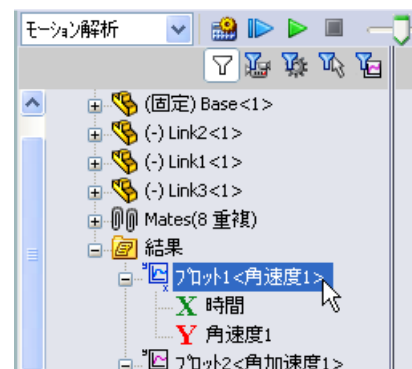 モーション解析
(固定) Base<1>
(-) Link2<1>
(-) Link1<1>
(-) Link3<1>
Mates(8 重複)
結果
プロット1<角速度1>
X 時間
Y 角速度1
プロット2<角加速度1>